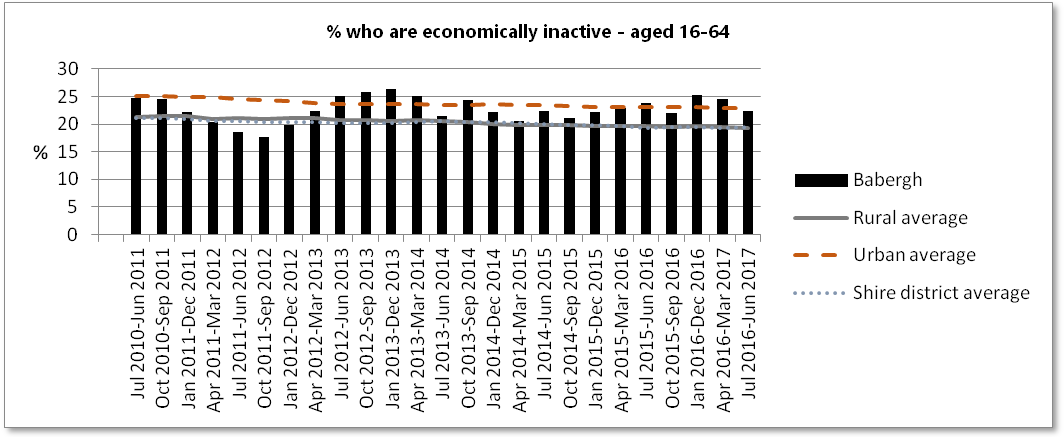 % who are economically inactive - aged 16-64
30
25
20
15
10
5
0
%
Jul 2010-Jun 2011
Oct 2010-Sep 2011
Jan 2011-Dec 2011
Apr 2011-Mar 2012
Jul 2011-Jun 2012
Oct 2011-Sep 2012
Jan 2012-Dec 2012
Apr 2012-Mar 2013
Jul 2012-Jun 2013
Oct 2012-Sep 2013
Jan 2013-Dec 2013
Apr 2013-Mar 2014
Jul 2013-Jun 2014
Oct 2013-Sep 2014
Jan 2014-Dec 2014
Apr 2014-Mar 2015
Jul 2014-Jun 2015
Oct 2014-Sep 2015
Jan 2015-Dec 2015
Apr 2015-Mar 2016
Jul 2015-Jun 2016
Oct 2015-Sep 2016
Jan 2016-Dec 2016
Apr 2016-Mar 2017
Jul 2016-Jun 2017
Babergh
Rural average
Urban average
Shire district average